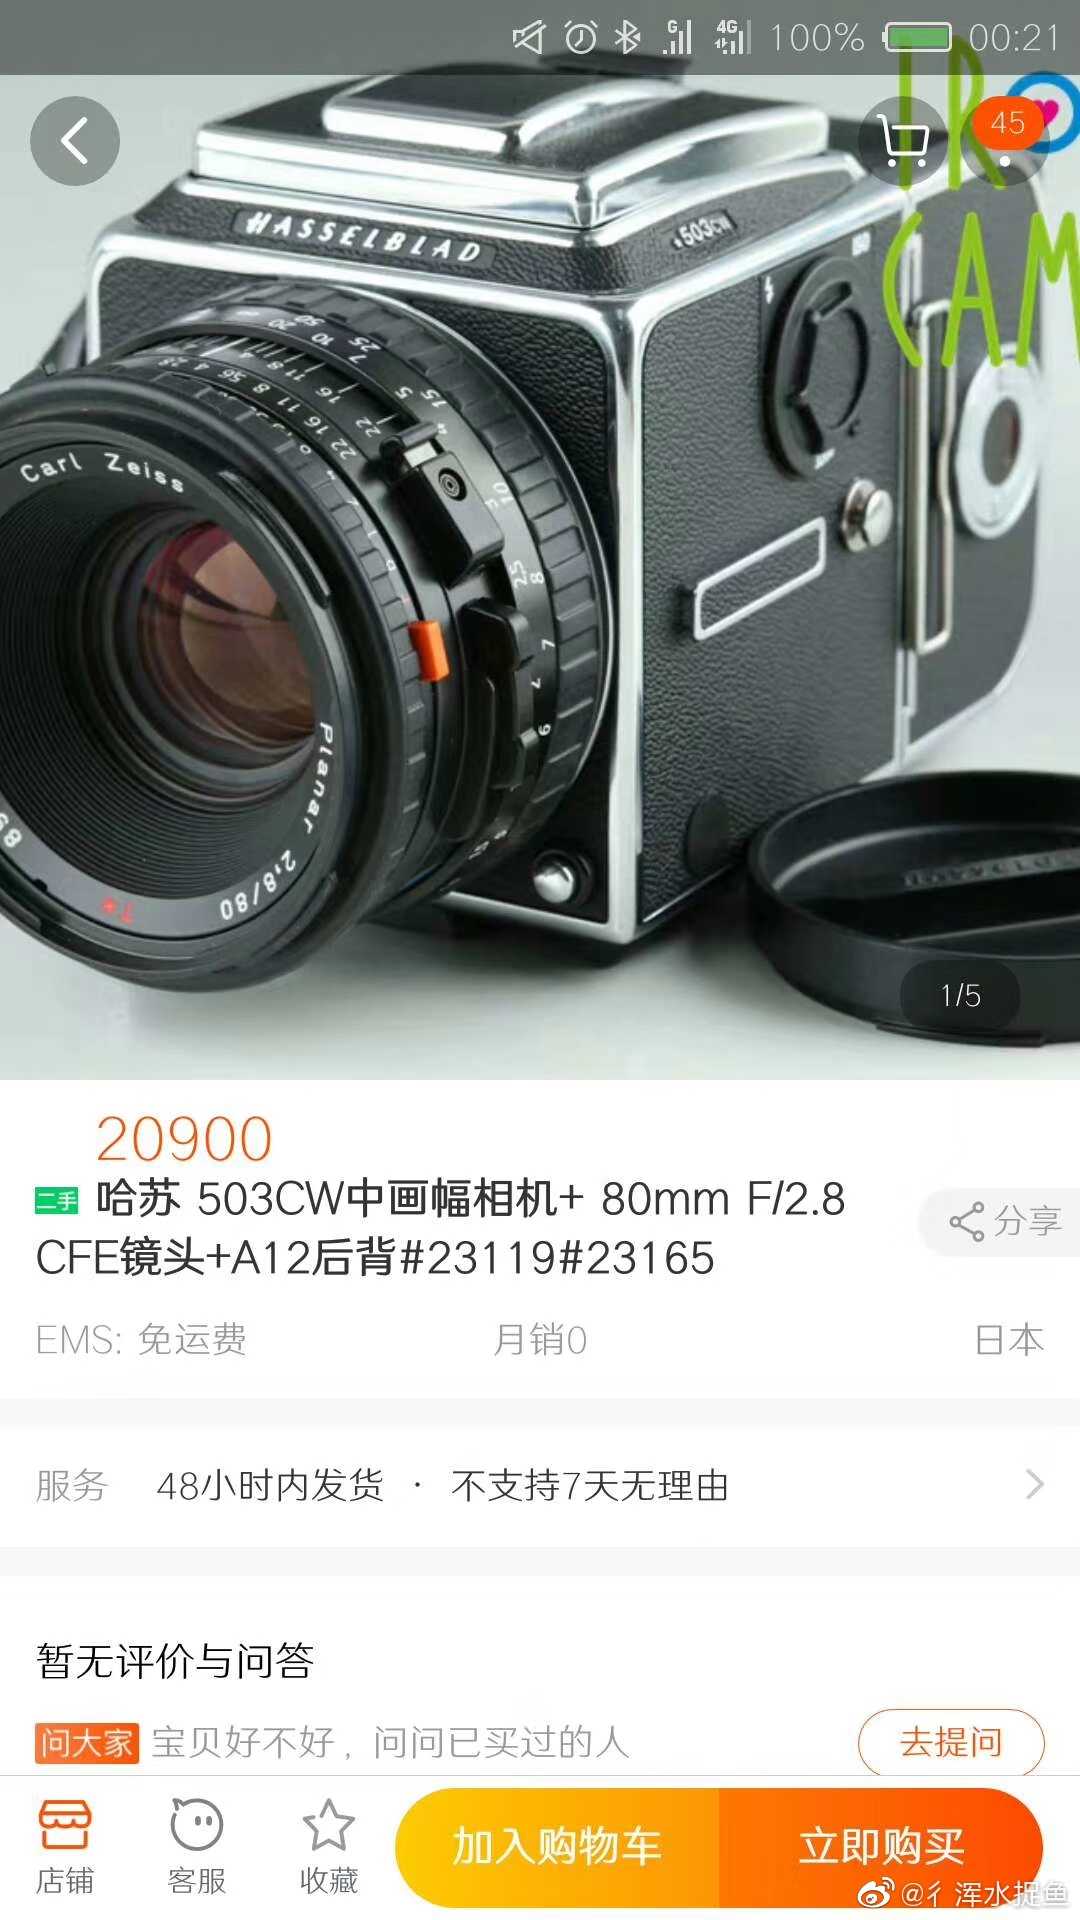 G 4G 100% 00:21
45
TRO
CAM
HASSELBLAD
503CW
Carl Zeiss
Planar 2,8/80
T*
1/5
20900
二手 哈苏 503CW中画幅相机+ 80mm F/2.8
CFE镜头+A12后背#23119#23165
分享
EMS: 免运费 月销0 日本
服务 48小时内发货 · 不支持7天无理由
暂无评价与问答
问大家 宝贝好不好，问问已买过的人 去提问
店铺 客服 收藏 加入购物车 立即购买
@彳浑水捉鱼